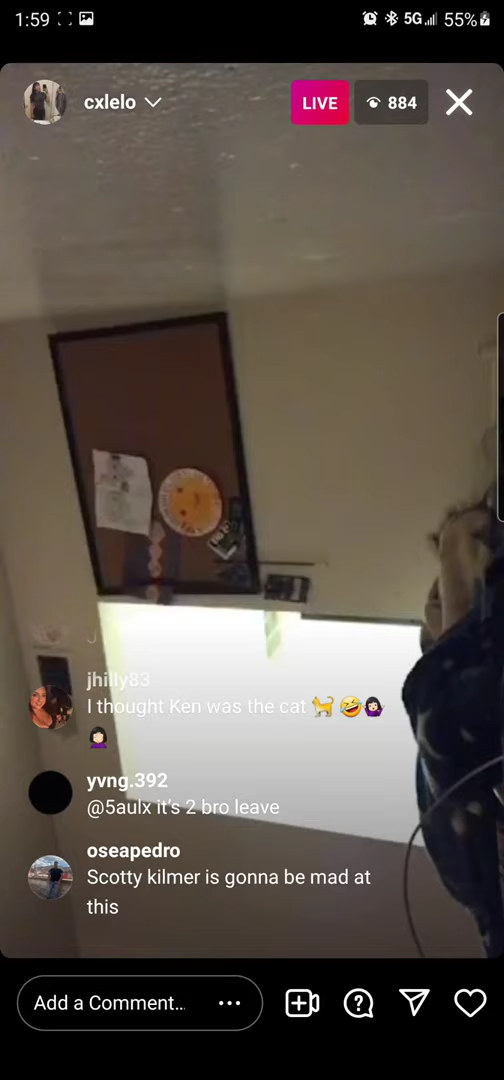 1:59
5G 55%
cxlelo
LIVE
884
jhilly83
I thought Ken was the cat 🐈 🤣🤷🏻‍♀️
🤦🏻‍♀️
yvng.392
@5aulx it's 2 bro leave
oseapedro
Scotty kilmer is gonna be mad at
this
Add a Comment...